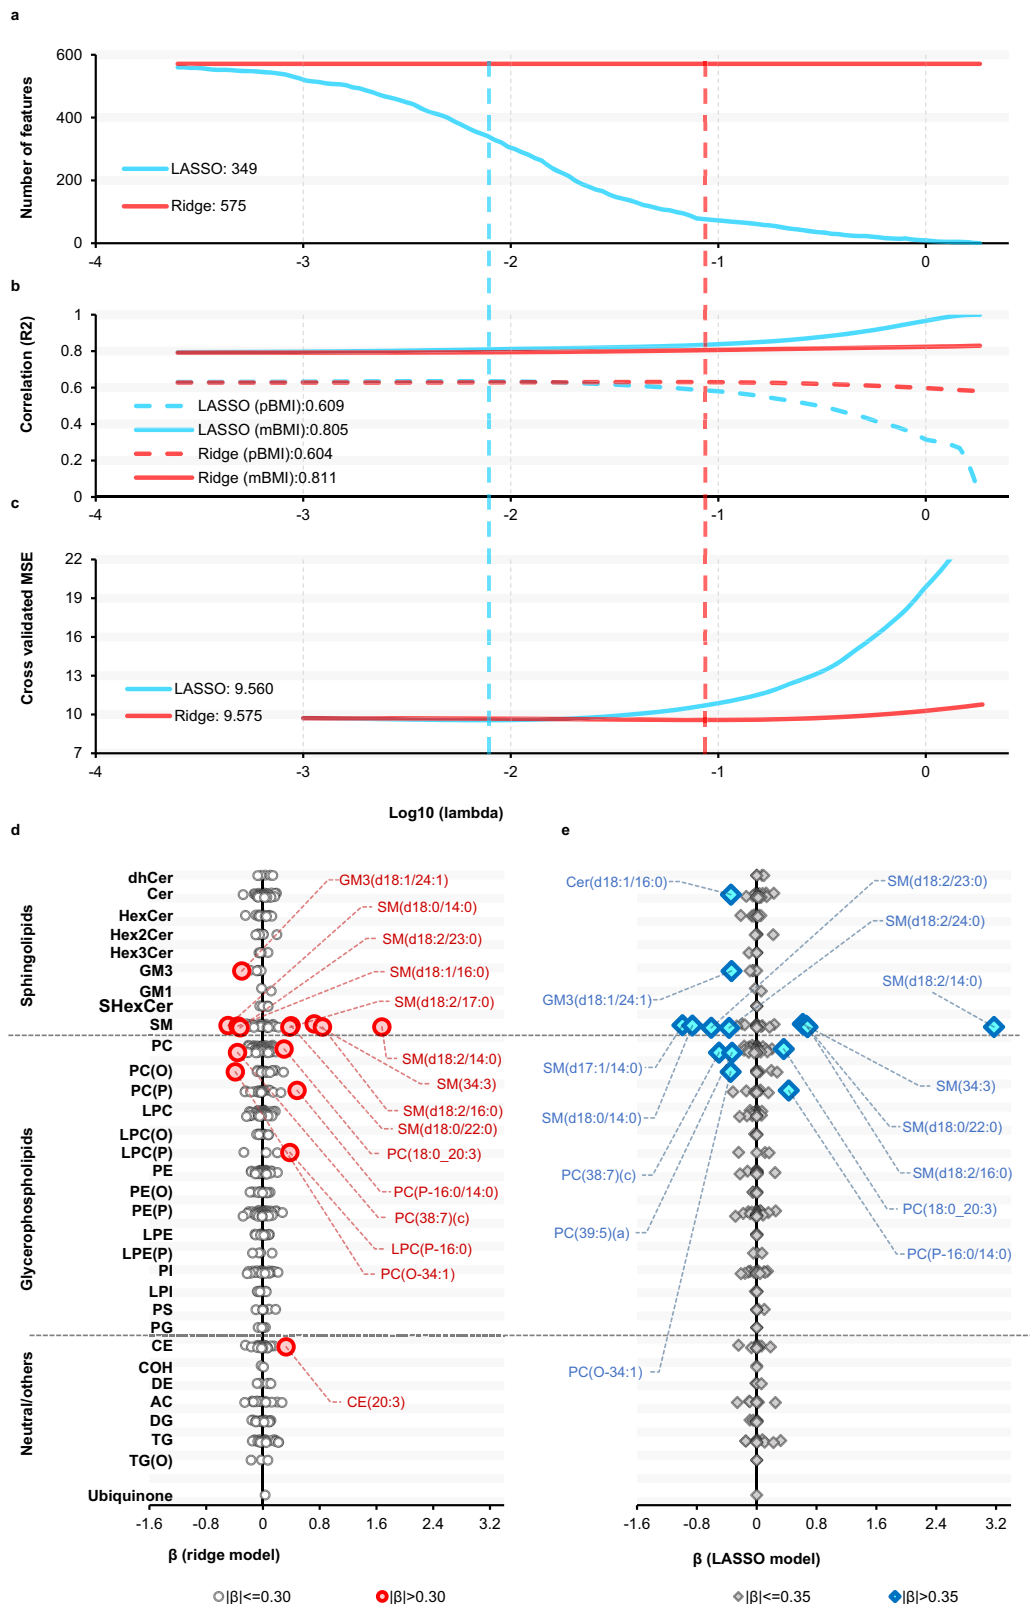 a
Number of features
600
400
200
0
LASSO: 349
Ridge: 575
-4
-3
-2
-1
0
b
Correlation (R2)
1
0.8
0.6
0.4
0.2
0
LASSO (pBMI):0.609
LASSO (mBMI):0.805
Ridge (pBMI):0.604
Ridge (mBMI):0.811
-4
-3
-2
-1
0
c
Cross validated MSE
22
19
16
13
10
7
LASSO: 9.560
Ridge: 9.575
-4
-3
-2
-1
0
Log10 (lambda)
d
Sphingolipids
Glycerophospholipids
Neutral/others
dhCer
Cer
HexCer
Hex2Cer
Hex3Cer
GM3
GM1
SHexCer
SM
PC
PC(O)
PC(P)
LPC
LPC(O)
LPC(P)
PE
PE(O)
PE(P)
LPE
LPE(P)
PI
LPI
PS
PG
CE
COH
DE
AC
DG
TG
TG(O)
Ubiquinone
GM3(d18:1/24:1)
SM(d18:0/14:0)
SM(d18:2/23:0)
SM(d18:1/16:0)
SM(d18:2/17:0)
SM(d18:2/14:0)
SM(34:3)
SM(d18:2/16:0)
SM(d18:0/22:0)
PC(18:0_20:3)
PC(P-16:0/14:0)
PC(38:7)(c)
LPC(P-16:0)
PC(O-34:1)
CE(20:3)
-1.6
-0.8
0
0.8
1.6
2.4
3.2
β (ridge model)
|β|<=0.30
|β|>0.30
e
Cer(d18:1/16:0)
SM(d18:2/23:0)
SM(d18:2/24:0)
SM(d18:2/14:0)
GM3(d18:1/24:1)
SM(d17:1/14:0)
SM(34:3)
SM(d18:0/14:0)
SM(d18:0/22:0)
PC(38:7)(c)
SM(d18:2/16:0)
PC(18:0_20:3)
PC(39:5)(a)
PC(P-16:0/14:0)
PC(O-34:1)
-1.6
-0.8
0
0.8
1.6
2.4
3.2
β (LASSO model)
|β|<=0.35
|β|>0.35